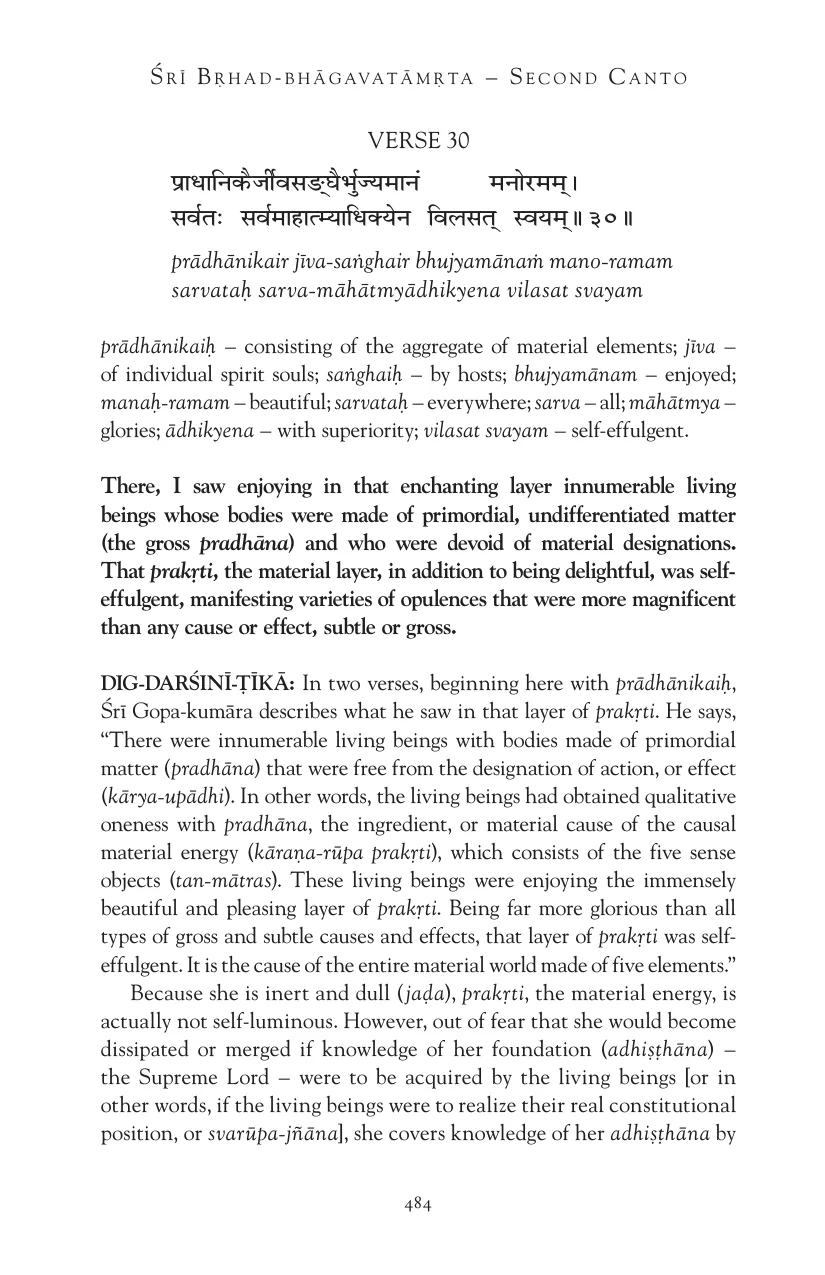 Śrī Bṛhad-bhāgavatāmṛta – Second Canto
VERSE 30
प्राधानिकैर्जीवसङ्घैर्भुज्यमानं मनोरमम्।
सर्वतः सर्वमाहात्म्याधिक्येन विलसत् स्वयम्॥३०॥
prādhānikair jīva-saṅghair bhujyamānaṁ mano-ramam
sarvataḥ sarva-māhātmyādhikyena vilasat svayam
prādhānikaiḥ – consisting of the aggregate of material elements; jīva –
of individual spirit souls; saṅghaiḥ – by hosts; bhujyamānam – enjoyed;
manaḥ-ramam – beautiful; sarvataḥ – everywhere; sarva – all; māhātmya –
glories; ādhikyena – with superiority; vilasat svayam – self-effulgent.
There, I saw enjoying in that enchanting layer innumerable living
beings whose bodies were made of primordial, undifferentiated matter
(the gross pradhāna) and who were devoid of material designations.
That prakṛti, the material layer, in addition to being delightful, was self-
effulgent, manifesting varieties of opulences that were more magnificent
than any cause or effect, subtle or gross.
DIG-DARŚINĪ-ṬĪKĀ: In two verses, beginning here with prādhānikaiḥ,
Śrī Gopa-kumāra describes what he saw in that layer of prakṛti. He says,
“There were innumerable living beings with bodies made of primordial
matter (pradhāna) that were free from the designation of action, or effect
(kārya-upādhi). In other words, the living beings had obtained qualitative
oneness with pradhāna, the ingredient, or material cause of the causal
material energy (kāraṇa-rūpa prakṛti), which consists of the five sense
objects (tan-mātras). These living beings were enjoying the immensely
beautiful and pleasing layer of prakṛti. Being far more glorious than all
types of gross and subtle causes and effects, that layer of prakṛti was self-
effulgent. It is the cause of the entire material world made of five elements.”
Because she is inert and dull (jaḍa), prakṛti, the material energy, is
actually not self-luminous. However, out of fear that she would become
dissipated or merged if knowledge of her foundation (adhiṣṭhāna) –
the Supreme Lord – were to be acquired by the living beings [or in
other words, if the living beings were to realize their real constitutional
position, or svarūpa-jñāna], she covers knowledge of her adhiṣṭhāna by
484